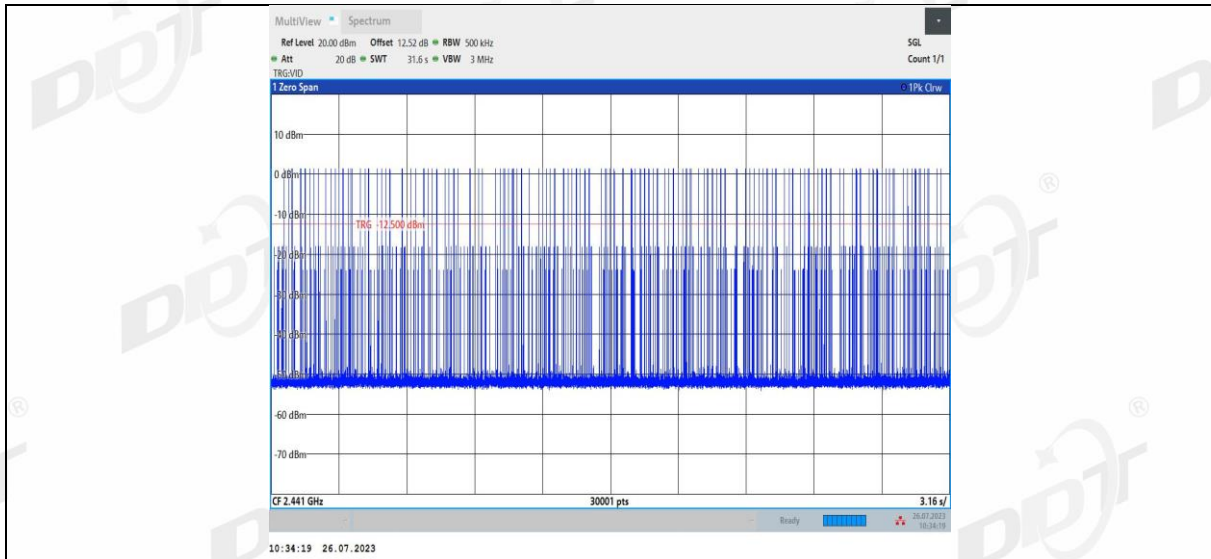 MultiView Spectrum
Ref Level 20.00 dBm Offset 12.52 dB RBW 500 kHz SGL
Att 20 dB SWT 31.6 s VBW 3 MHz Count 1/1
TRG:VID
1 Zero Span 1Pk Clrw
10 dBm
0 dBm
-10 dBm
TRG -12.500 dBm
-20 dBm
-30 dBm
-40 dBm
-60 dBm
-70 dBm
CF 2.441 GHz 30001 pts 3.16 s/
Ready 26.07.2023
10:34:19
10:34:19 26.07.2023
DDT
®